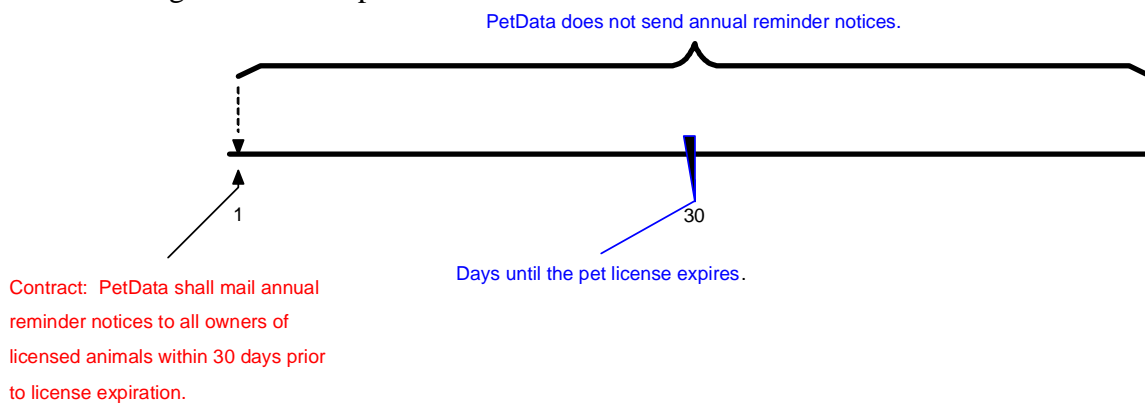 PetData does not send annual reminder notices.
1
30
Days until the pet license expires.
Contract: PetData shall mail annual
reminder notices to all owners of
licensed animals within 30 days prior
to license expiration.